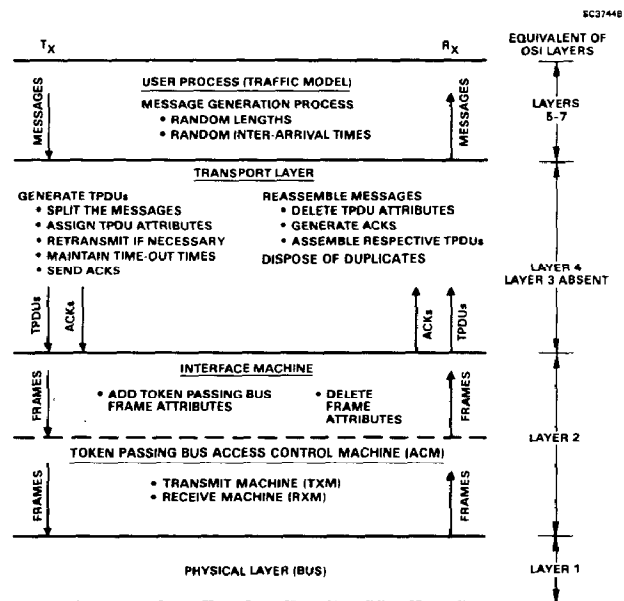 SC37448
TX
RX
EQUIVALENT OF
OSI LAYERS
USER PROCESS (TRAFFIC MODEL)
MESSAGES
MESSAGE GENERATION PROCESS
• RANDOM LENGTHS
• RANDOM INTER-ARRIVAL TIMES
MESSAGES
LAYERS
5-7
TRANSPORT LAYER
GENERATE TPDUs
• SPLIT THE MESSAGES
• ASSIGN TPDU ATTRIBUTES
• RETRANSMIT IF NECESSARY
• MAINTAIN TIME-OUT TIMES
• SEND ACKS
REASSEMBLE MESSAGES
• DELETE TPDU ATTRIBUTES
• GENERATE ACKS
• ASSEMBLE RESPECTIVE TPDUs
DISPOSE OF DUPLICATES
LAYER 4
LAYER 3 ABSENT
TPDUs
ACKs
ACKs
TPDUs
INTERFACE MACHINE
FRAMES
• ADD TOKEN PASSING BUS
FRAME ATTRIBUTES
• DELETE
FRAME
ATTRIBUTES
FRAMES
LAYER 2
TOKEN PASSING BUS ACCESS CONTROL MACHINE (ACM)
FRAMES
• TRANSMIT MACHINE (TXM)
• RECEIVE MACHINE (RXM)
FRAMES
PHYSICAL LAYER (BUS)
LAYER 1